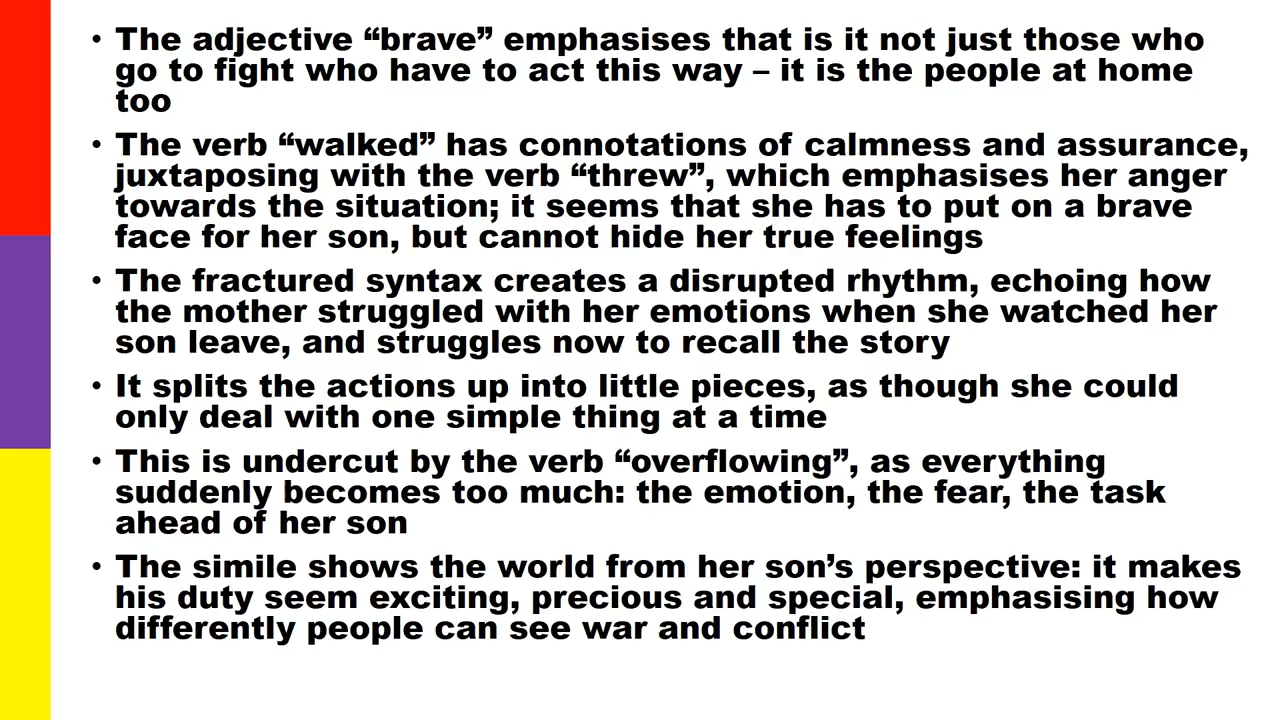 • The adjective “brave” emphasises that is it not just those who
go to fight who have to act this way – it is the people at home
too
• The verb “walked” has connotations of calmness and assurance,
juxtaposing with the verb “threw”, which emphasises her anger
towards the situation; it seems that she has to put on a brave
face for her son, but cannot hide her true feelings
• The fractured syntax creates a disrupted rhythm, echoing how
the mother struggled with her emotions when she watched her
son leave, and struggles now to recall the story
• It splits the actions up into little pieces, as though she could
only deal with one simple thing at a time
• This is undercut by the verb “overflowing”, as everything
suddenly becomes too much: the emotion, the fear, the task
ahead of her son
• The simile shows the world from her son’s perspective: it makes
his duty seem exciting, precious and special, emphasising how
differently people can see war and conflict